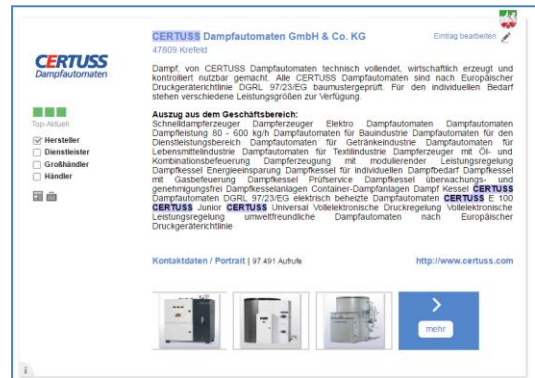 CERTUSS Dampfautomaten GmbH & Co. KG
Eintrag bearbeiten
47809 Krefeld
CERTUSS
Dampfautomaten
Dampf, von CERTUSS Dampfautomaten technisch vollendet, wirtschaftlich erzeugt und
kontrolliert nutzbar gemacht. Alle CERTUSS Dampfautomaten sind nach Europäischer
Druckgeräterichtlinie DGRL 97/23/EG baumustergeprüft. Für den individuellen Bedarf
stehen verschiedene Leistungsgrößen zur Verfügung.
Top-Aktuell
Hersteller
Dienstleister
Großhändler
Händler
Auszug aus dem Geschäftsbereich:
Schnelldampferzeuger Dampferzeuger Elektro Dampfautomaten Dampfautomaten
Dampfleistung 80 - 600 kg/h Dampfautomaten für Bauindustrie Dampfautomaten für den
Dienstleistungsbereich Dampfautomaten für Getränkeindustrie Dampfautomaten für
Lebensmittelindustrie Dampfautomaten für Textilindustrie Dampferzeuger mit Öl- und
Kombinationsbefeuerung Dampferzeugung mit modulierender Leistungsregelung
Dampfkessel Energieeinsparung Dampfkessel für individuellen Dampfbedarf Dampfkessel
mit Gasbefeuerung Dampfkessel Prüfservice Dampfkessel überwachungs- und
genehmigungsfrei Dampfkesselanlagen Container-Dampfanlagen Dampf Kessel CERTUSS
Dampfautomaten DGRL 97/23/EG elektrisch beheizte Dampfautomaten CERTUSS E 100
CERTUSS Junior CERTUSS Universal Vollelektronische Druckregelung Vollelektronische
Leistungsregelung umweltfreundliche Dampfautomaten nach Europäischer
Druckgeräterichtlinie
Kontaktdaten / Portrait | 97.491 Aufrufe
http://www.certuss.com
mehr